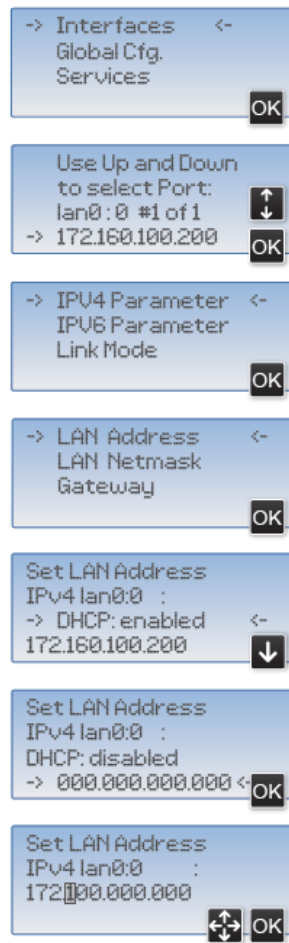 -> Interfaces <-
Global Cfg.
Services
OK
Use Up and Down
to select Port:
lan0 : 0 #1 of 1
-> 172.160.100.200
OK
-> IPV4 Parameter <-
IPV6 Parameter
Link Mode
OK
-> LAN Address <-
LAN Netmask
Gateway
OK
Set LAN Address
IPv4 lan0:0 :
-> DHCP: enabled <-
172.160.100.200
Set LAN Address
IPv4 lan0:0 :
DHCP: disabled
-> 000.000.000.000 <-
OK
Set LAN Address
IPv4 lan0:0 :
172.100.000.000
OK